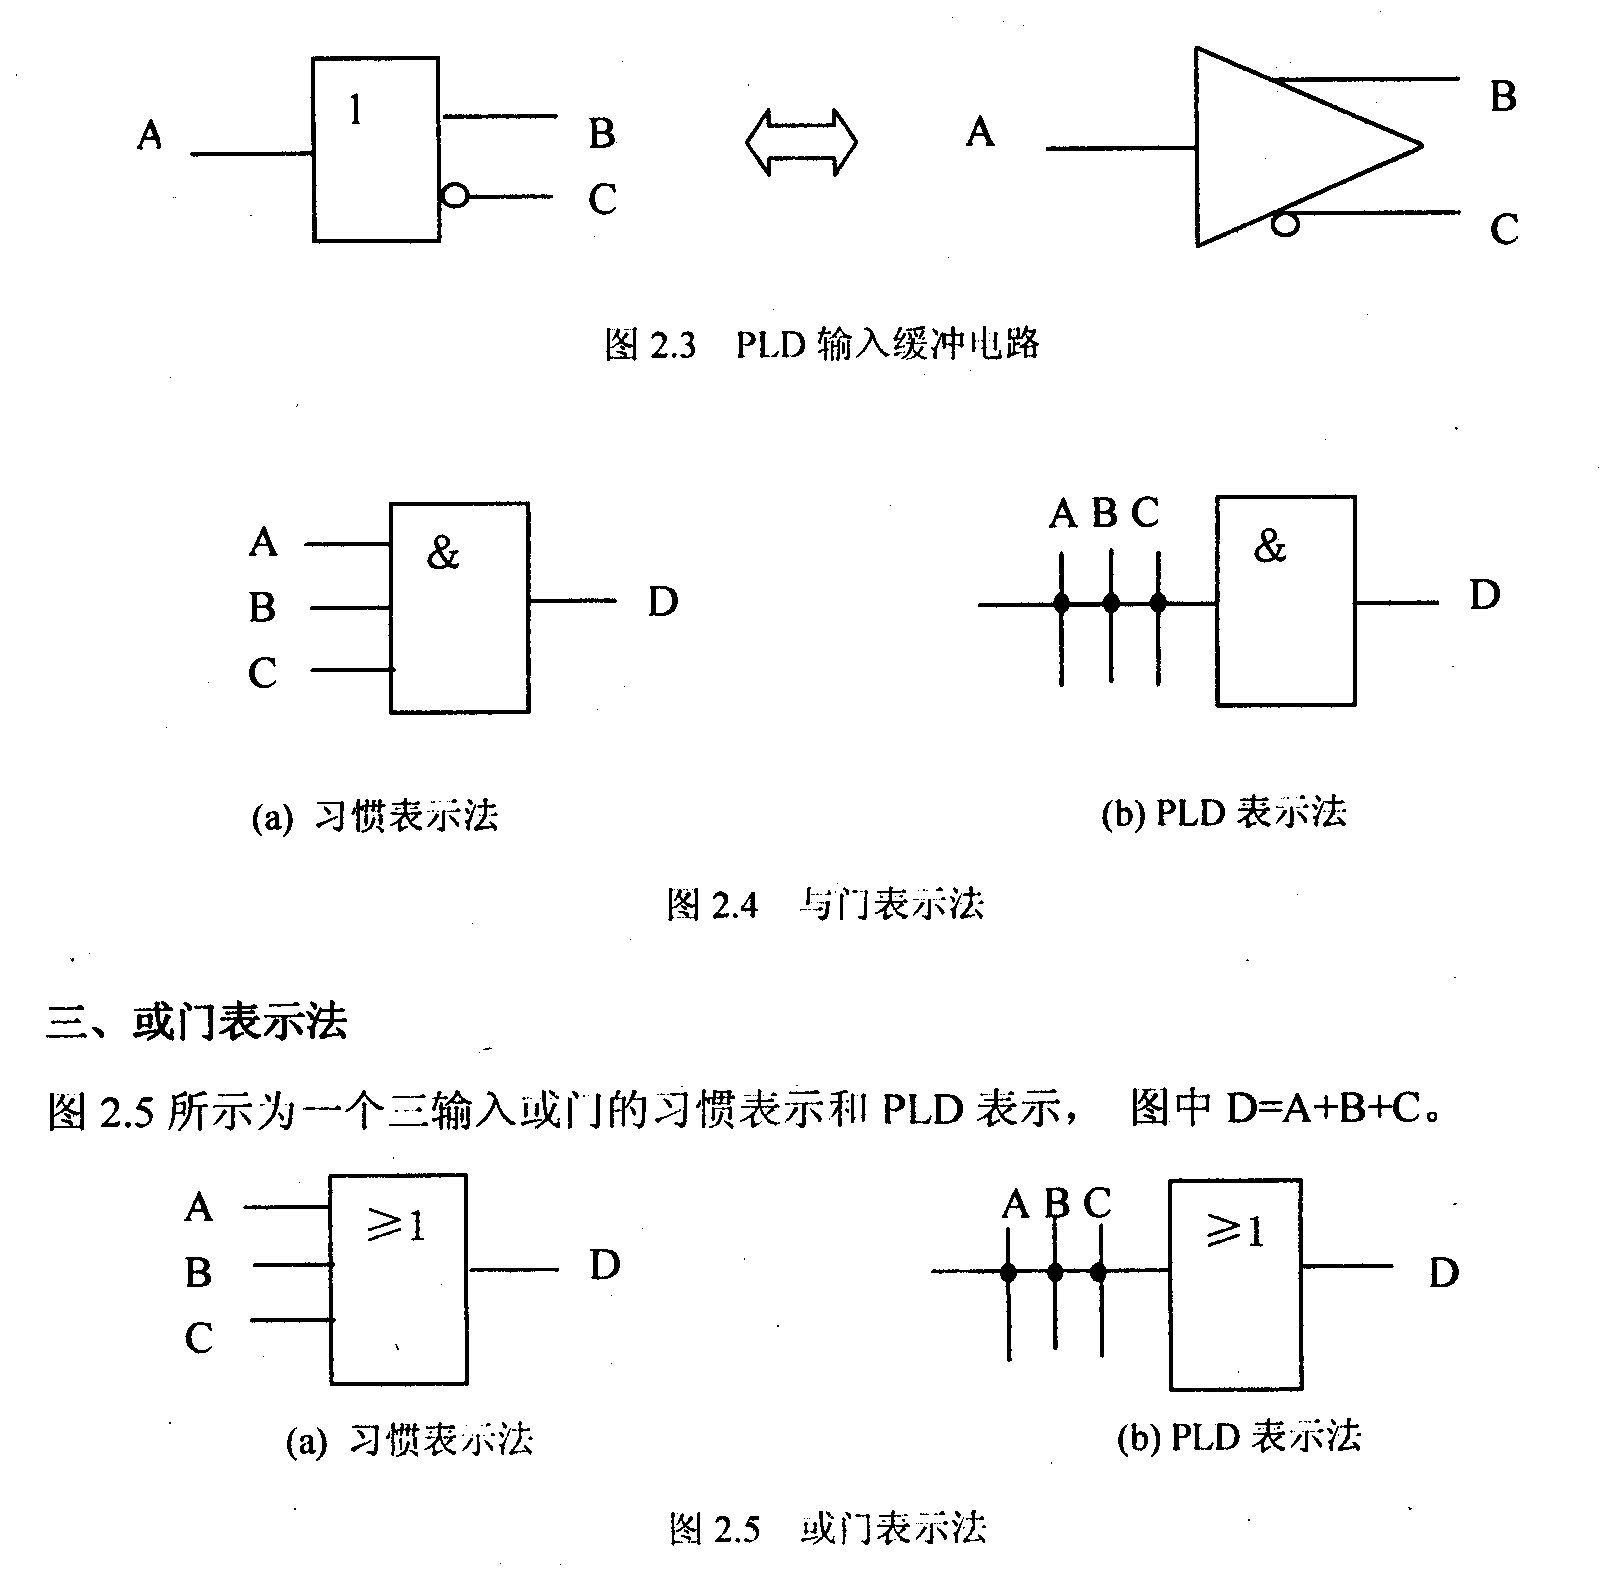 1
A
B
C
A
B
C
图 2.3 PLD 输入缓冲电路
A
B
C
&
D
A B C
&
D
(a) 习惯表示法
(b) PLD 表示法
图 2.4 与门表示法
三、或门表示法
图 2.5 所示为一个三输入或门的习惯表示和 PLD 表示， 图中 D=A+B+C。
A
B
C
≥1
D
A B C
≥1
D
(a) 习惯表示法
(b) PLD 表示法
图 2.5 或门表示法